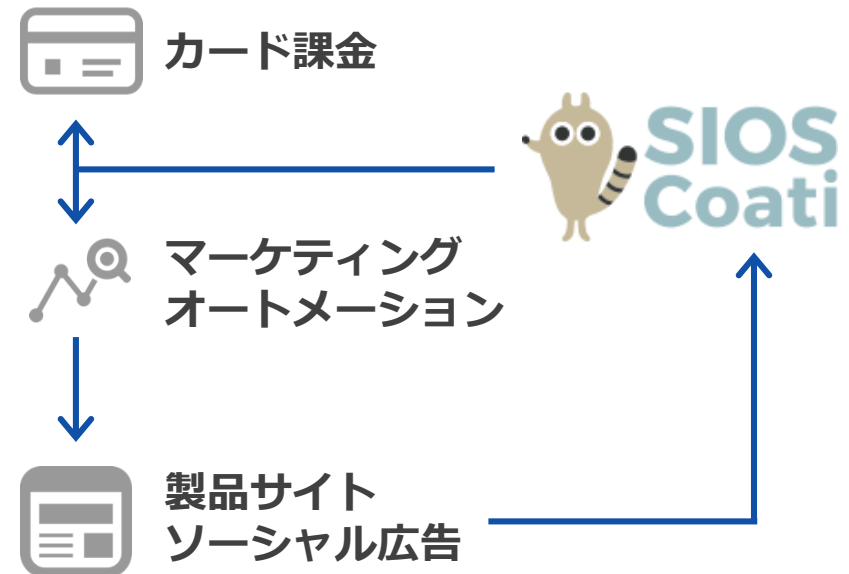 カード課金
SIOS
Coati
マーケティング
オートメーション
製品サイト
ソーシャル広告